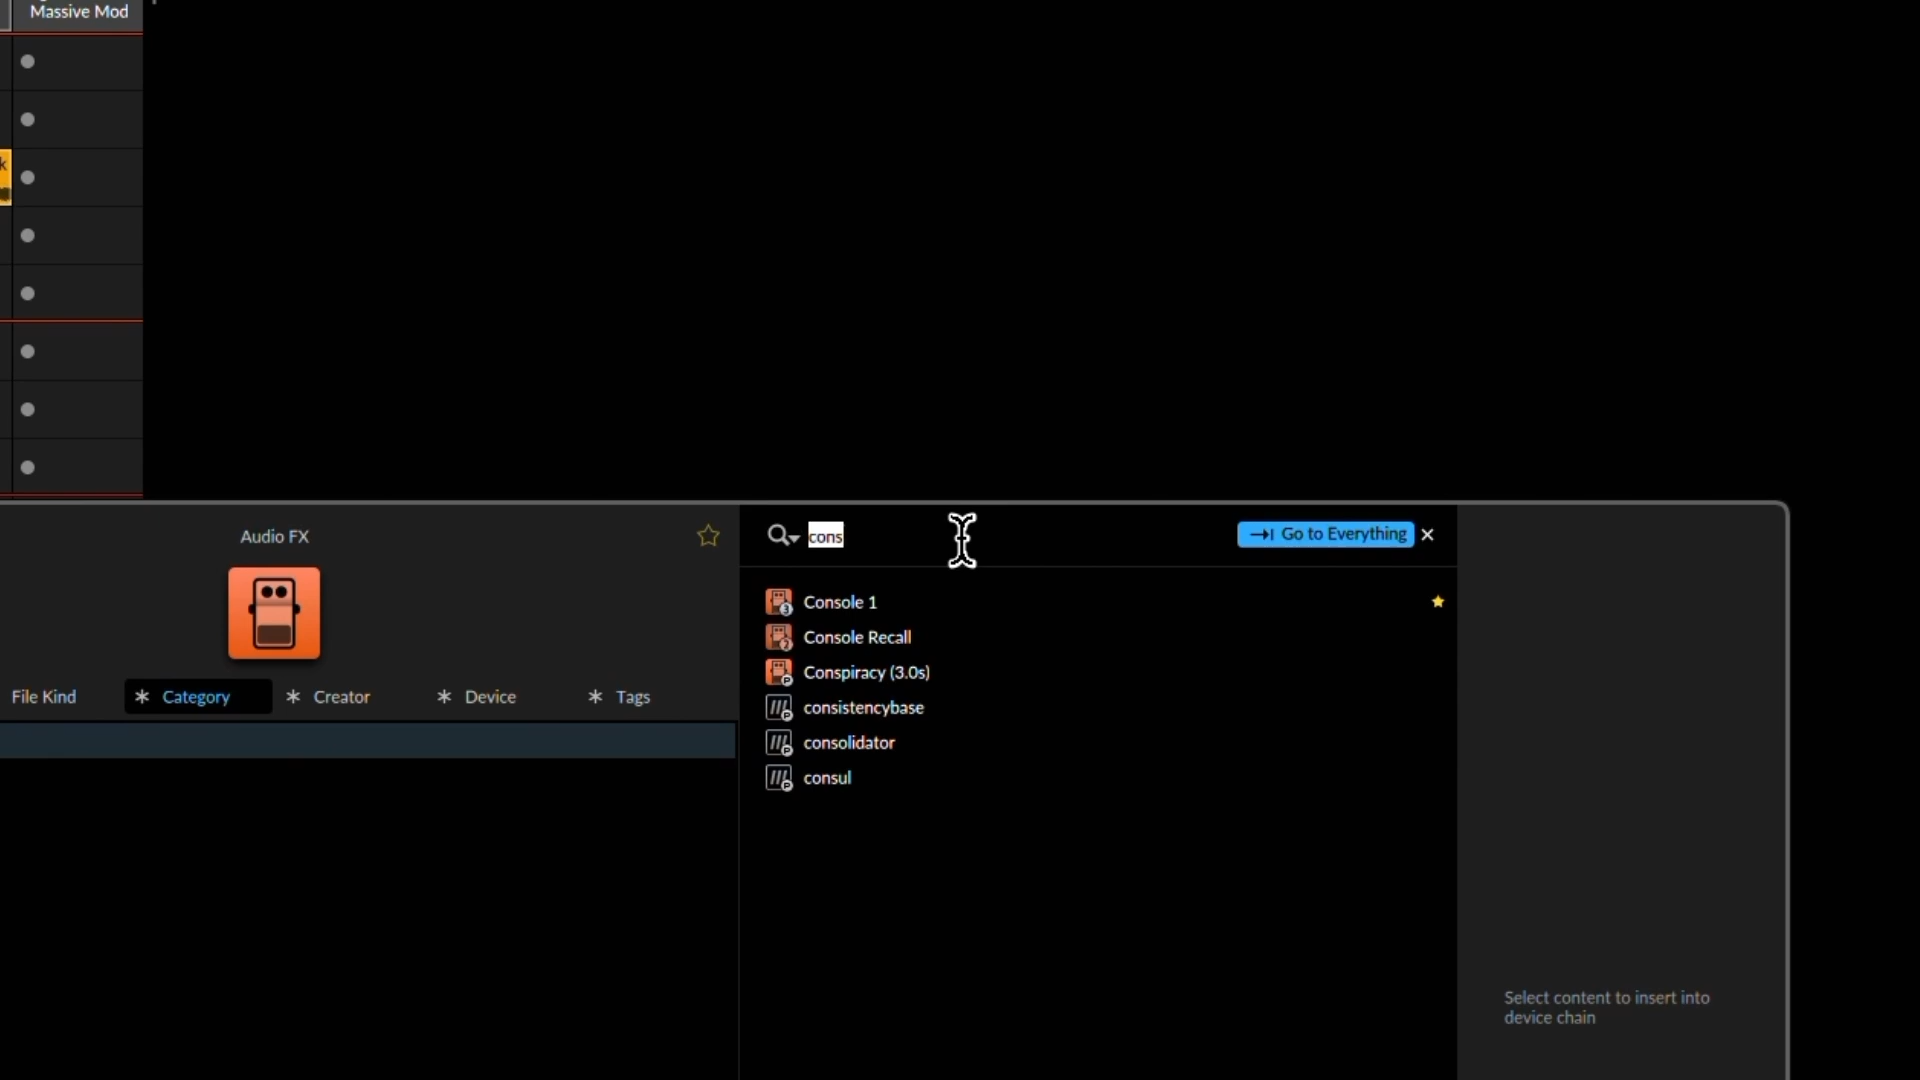 Massive Mod
k
Audio FX
cons
Go to Everything
File Kind
* Category
* Creator
* Device
* Tags
Console 1
Console Recall
Conspiracy (3.0s)
consistencybase
consolidator
consul
Select content to insert into
device chain